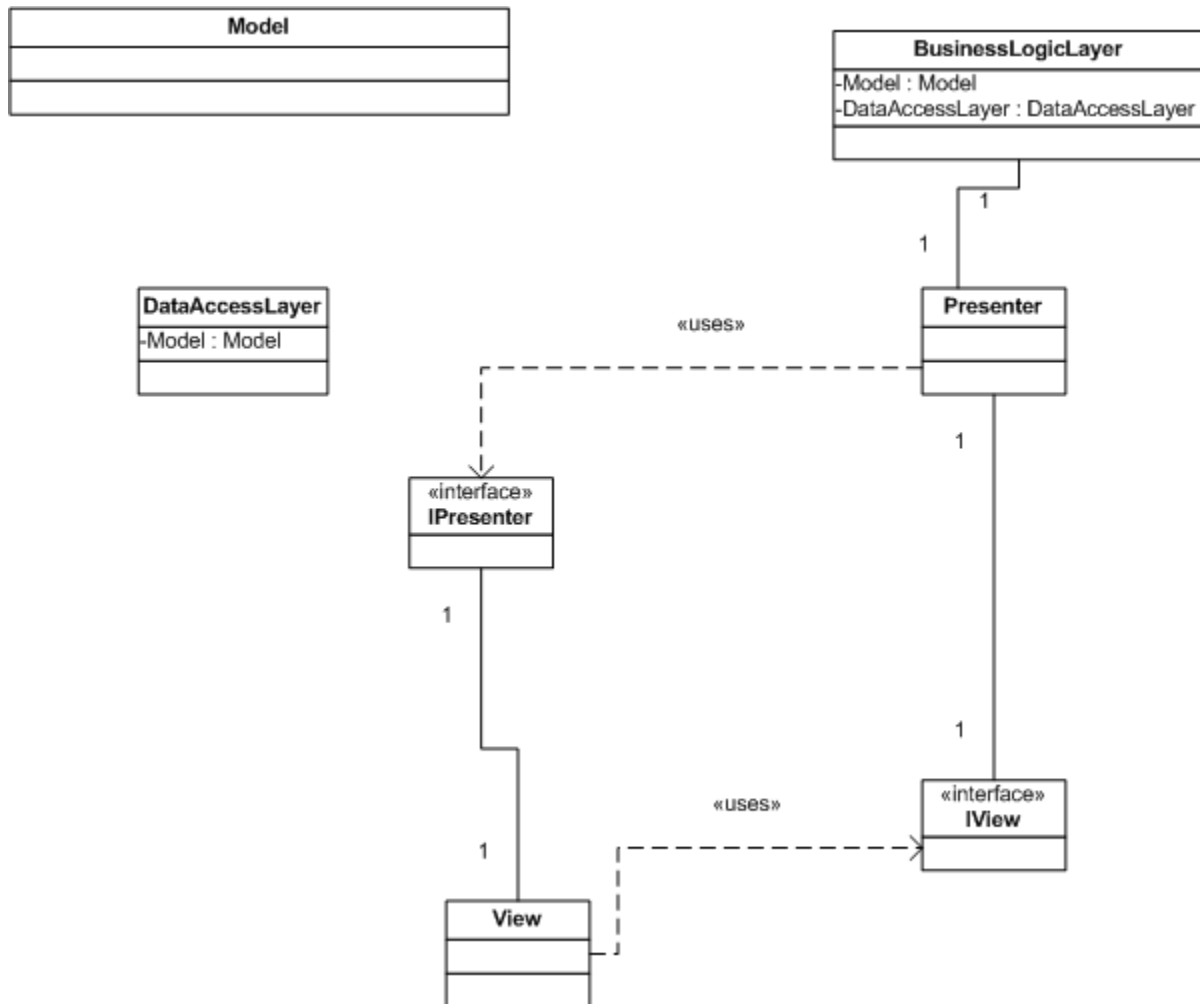 Model
BusinessLogicLayer
-Model : Model
-DataAccessLayer : DataAccessLayer
1
1
DataAccessLayer
-Model : Model
«uses»
Presenter
1
«interface»
IPresenter
1
1
«interface»
IView
«uses»
1
View